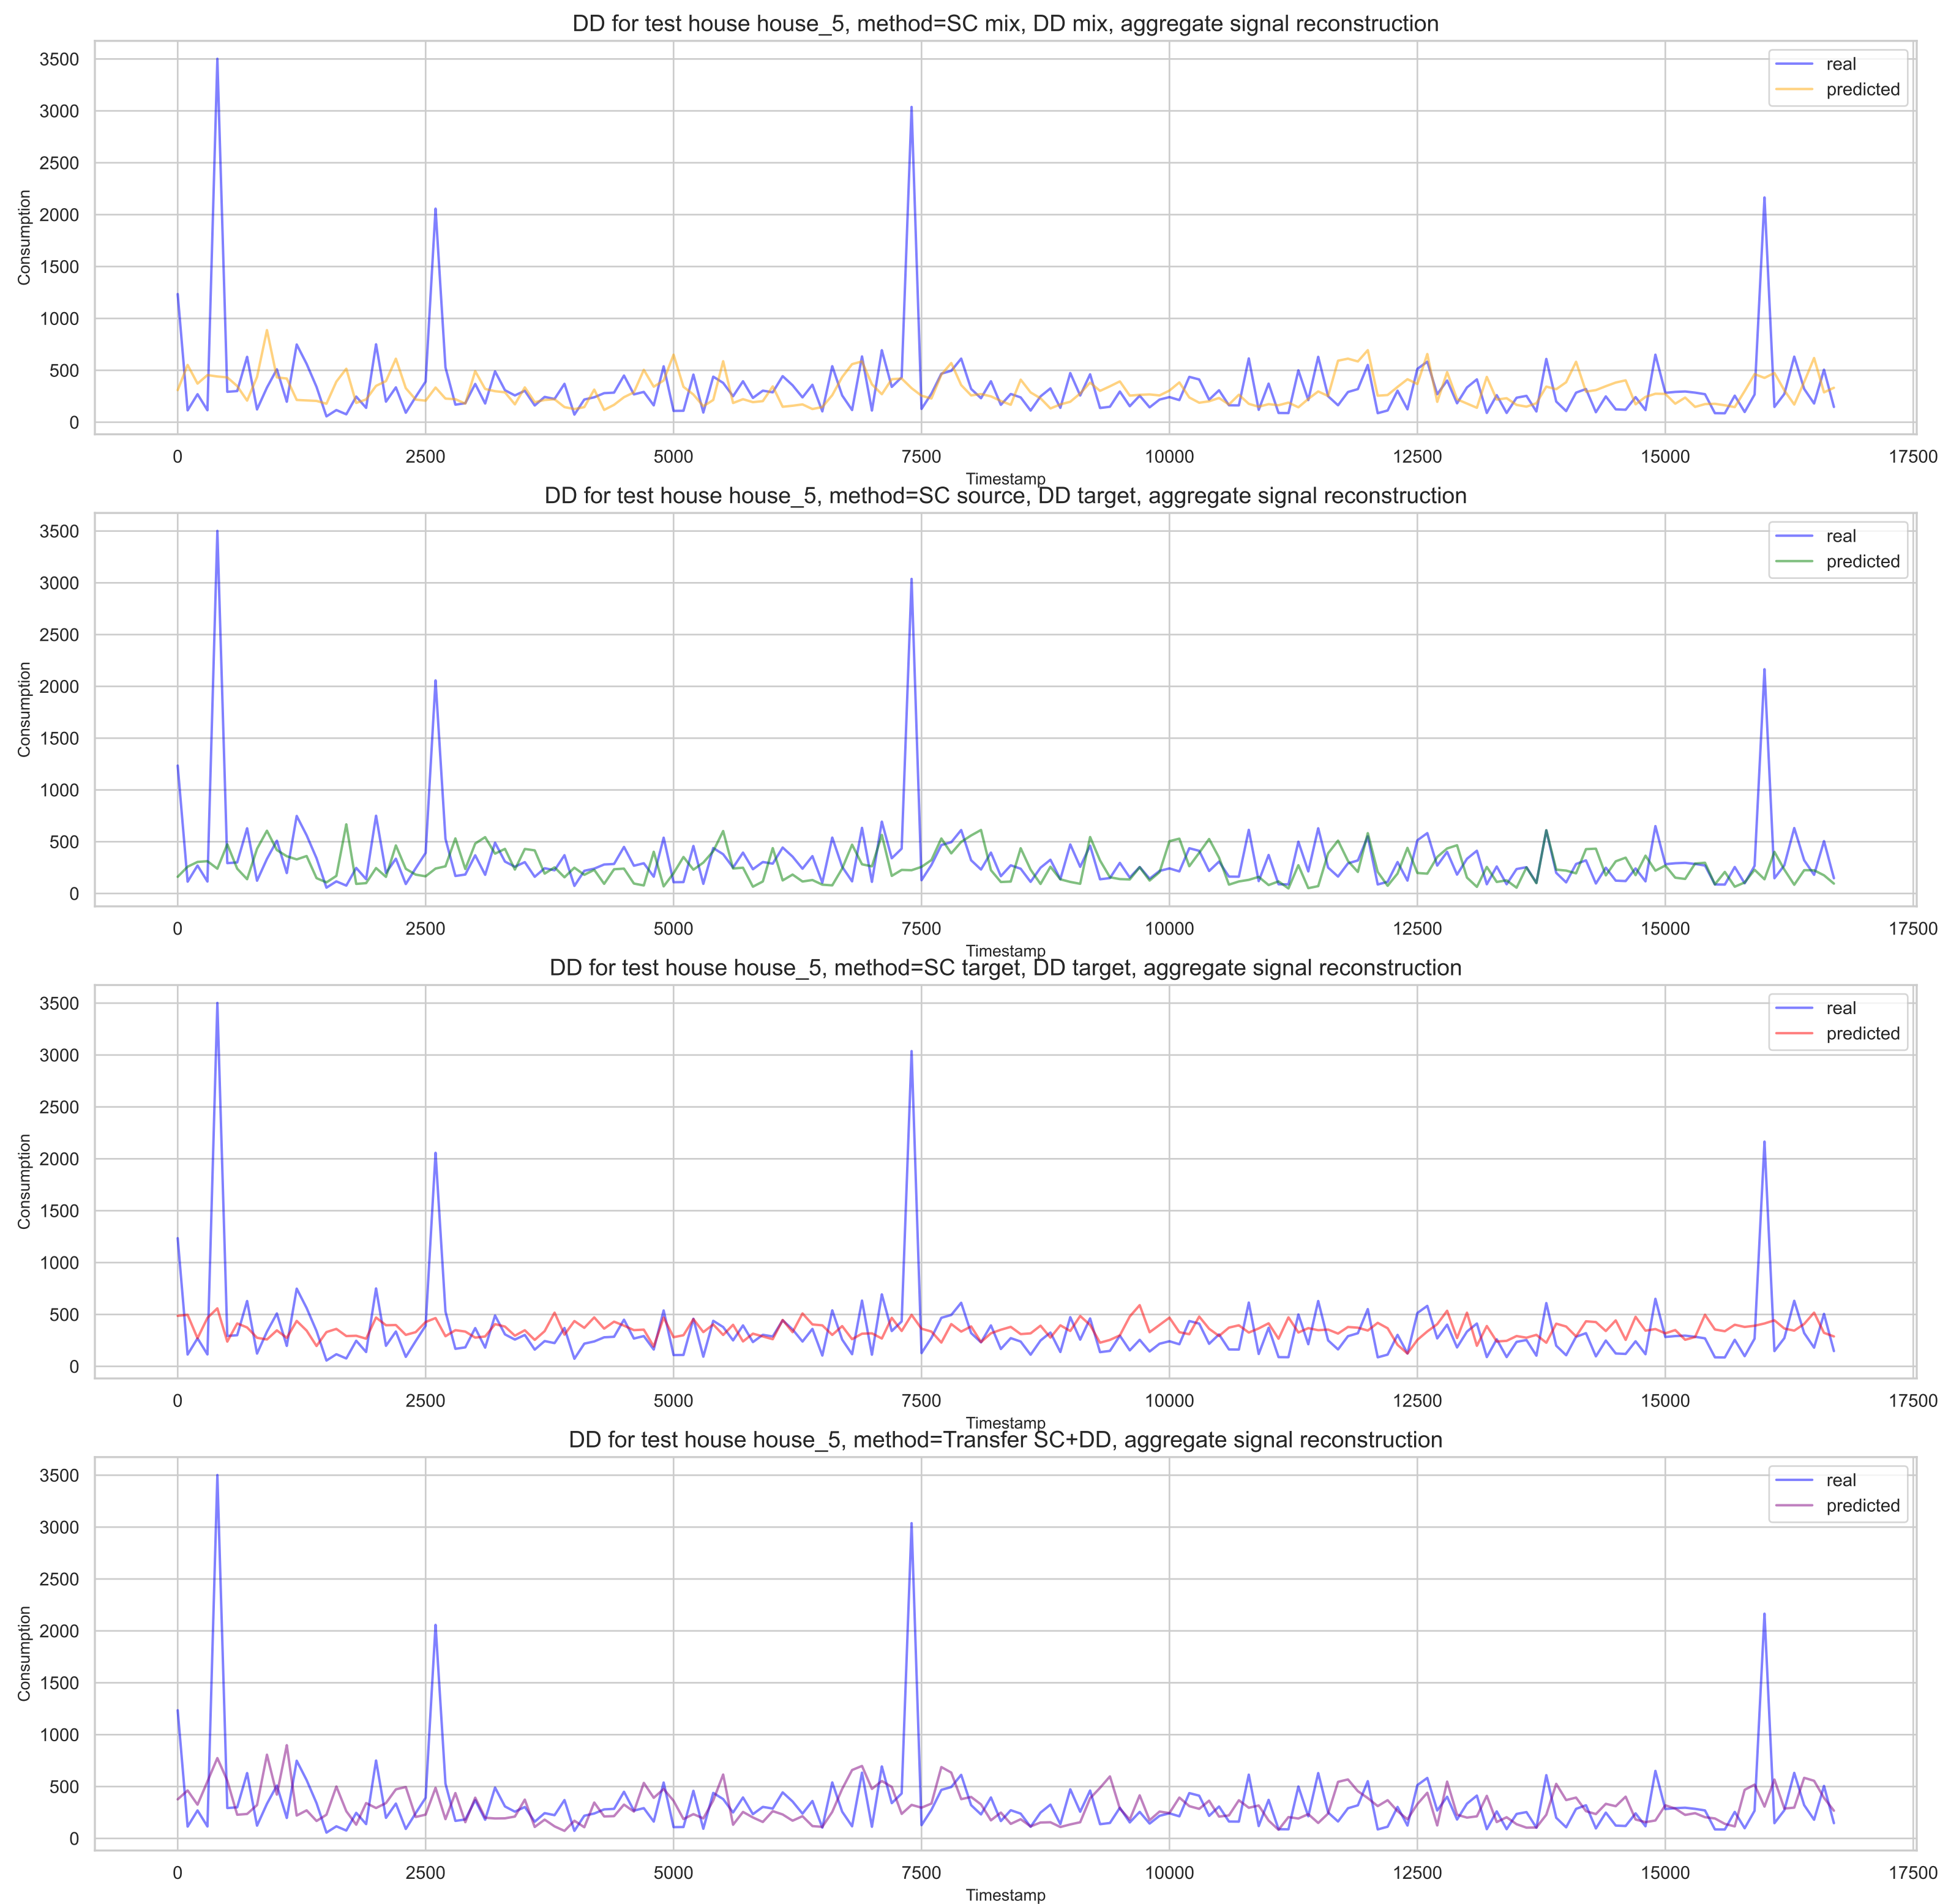 DD for test house house_5, method=SC mix, DD mix, aggregate signal reconstruction
3500
3000
2500
2000
1500
1000
500
0
Consumption
real
predicted
0 2500 5000 7500 10000 12500 15000 17500
Timestamp
DD for test house house_5, method=SC source, DD target, aggregate signal reconstruction
3500
3000
2500
2000
1500
1000
500
0
Consumption
real
predicted
0 2500 5000 7500 10000 12500 15000 17500
Timestamp
DD for test house house_5, method=SC target, DD target, aggregate signal reconstruction
3500
3000
2500
2000
1500
1000
500
0
Consumption
real
predicted
0 2500 5000 7500 10000 12500 15000 17500
Timestamp
DD for test house house_5, method=Transfer SC+DD, aggregate signal reconstruction
3500
3000
2500
2000
1500
1000
500
0
Consumption
real
predicted
0 2500 5000 7500 10000 12500 15000 17500
Timestamp